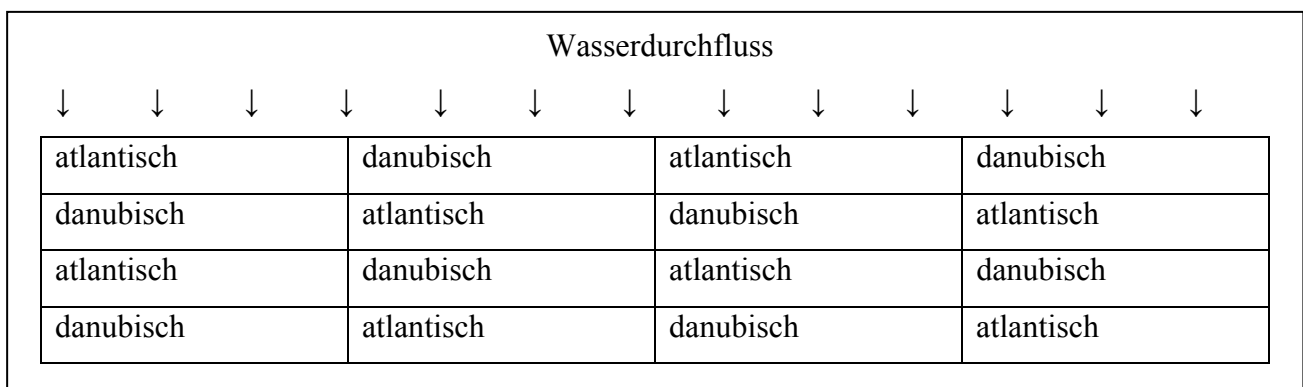 Wasserdurchfluss
↓ ↓ ↓ ↓ ↓ ↓ ↓ ↓ ↓ ↓ ↓ ↓ ↓
atlantisch danubisch atlantisch danubisch
danubisch atlantisch danubisch atlantisch
atlantisch danubisch atlantisch danubisch
danubisch atlantisch danubisch atlantisch